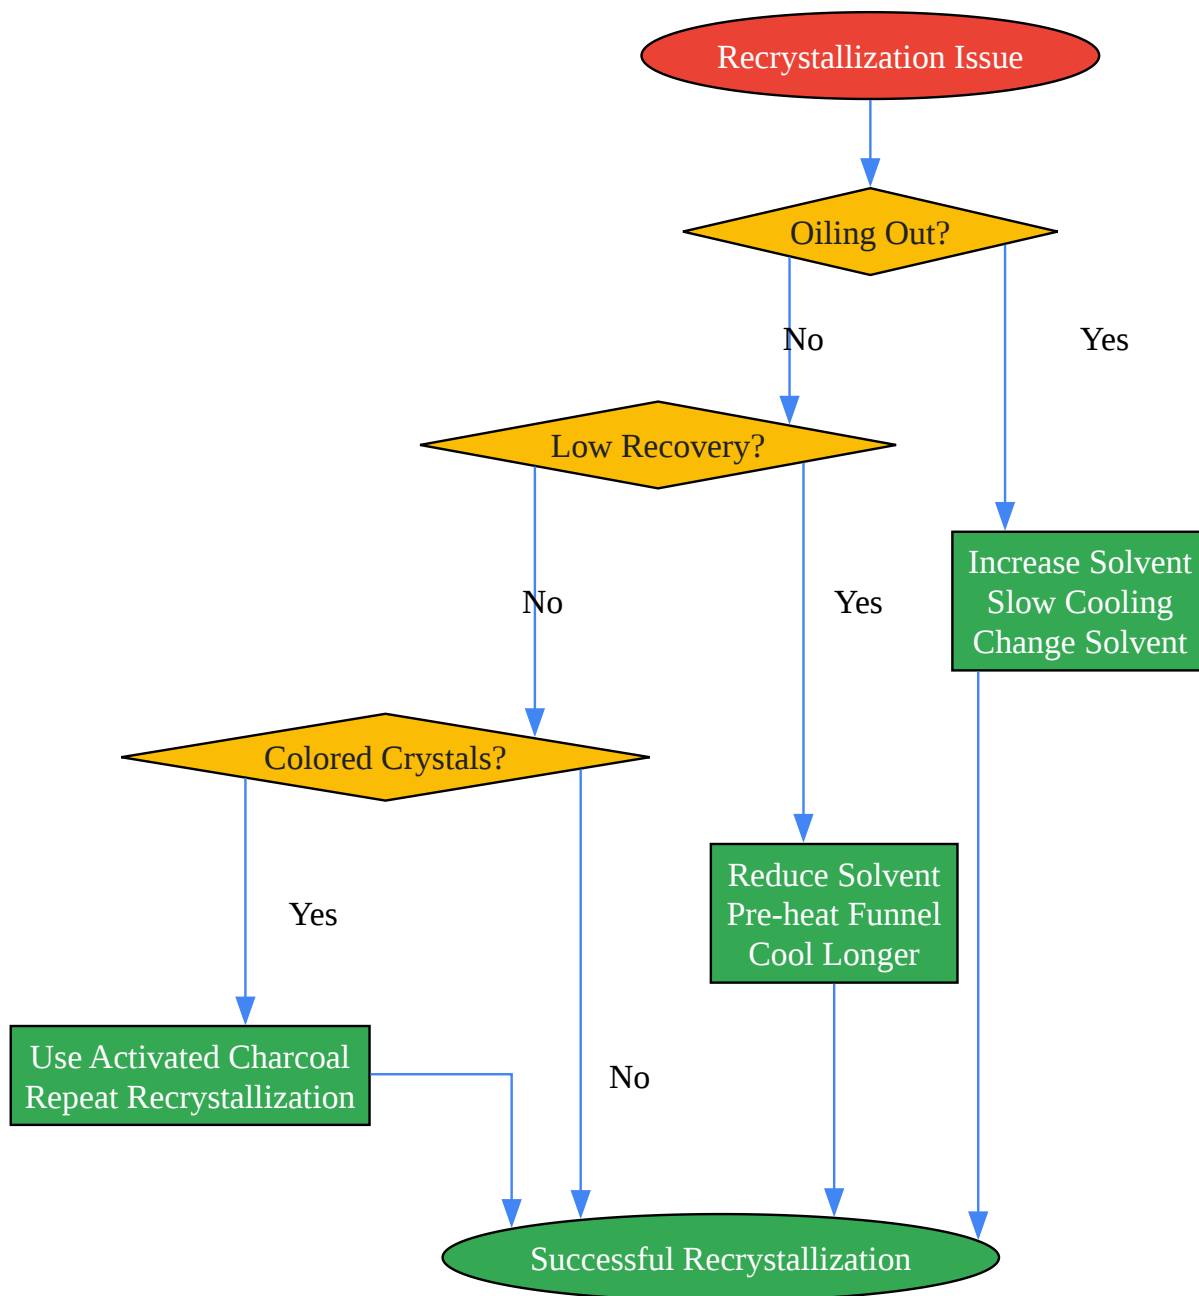 Recrystallization Issue
Oiling Out?
No
Yes
Low Recovery?
Increase Solvent
Slow Cooling
Change Solvent
No
Yes
Colored Crystals?
Reduce Solvent
Pre-heat Funnel
Cool Longer
Yes
Use Activated Charcoal
Repeat Recrystallization
No
Successful Recrystallization